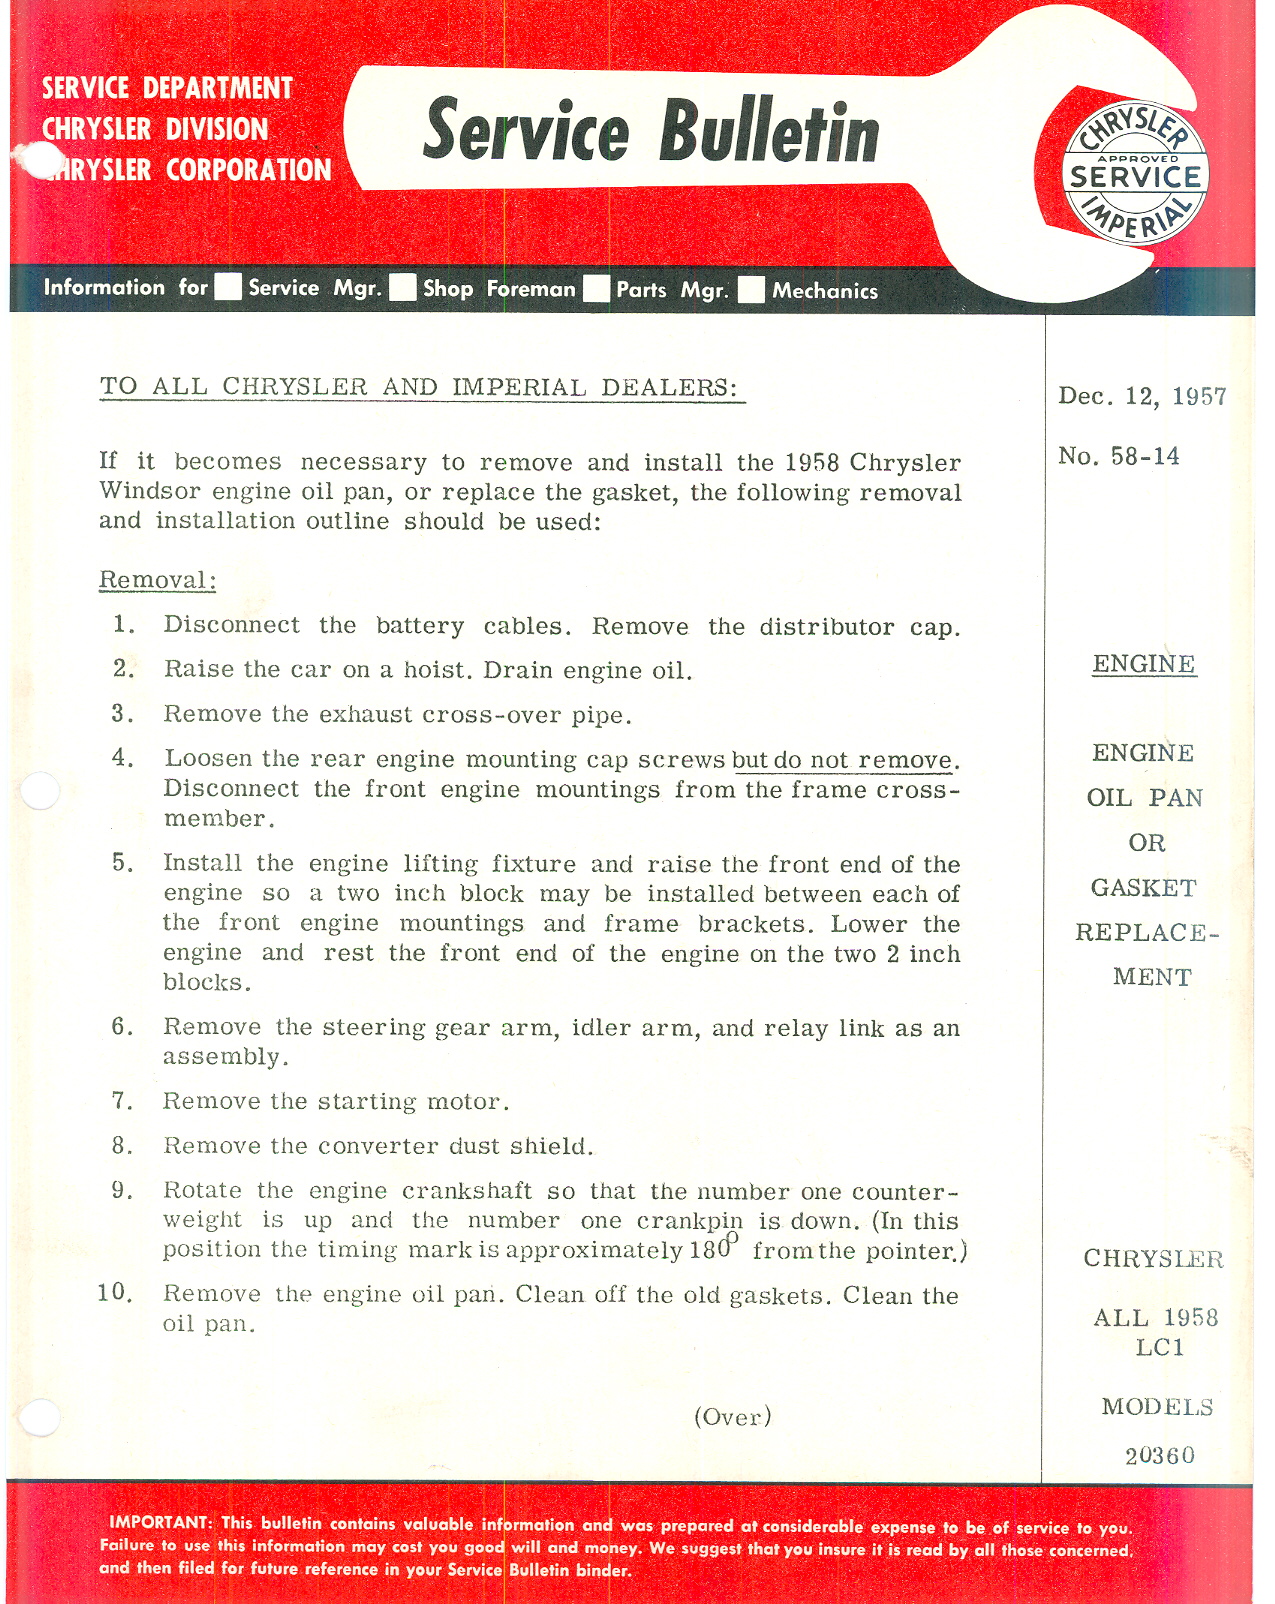 SERVICE DEPARTMENT
CHRYSLER DIVISION
CHRYSLER CORPORATION
Service Bulletin
CHRYSLER
APPROVED
SERVICE
IMPERIAL
Information for Service Mgr. Shop Foreman Parts Mgr. Mechanics
TO ALL CHRYSLER AND IMPERIAL DEALERS:
Dec. 12, 1957
No. 58-14
If it becomes necessary to remove and install the 1958 Chrysler
Windsor engine oil pan, or replace the gasket, the following removal
and installation outline should be used:
Removal:
1. Disconnect the battery cables. Remove the distributor cap.
2. Raise the car on a hoist. Drain engine oil.
3. Remove the exhaust cross-over pipe.
4. Loosen the rear engine mounting cap screws but do not remove.
Disconnect the front engine mountings from the frame cross-
member.
5. Install the engine lifting fixture and raise the front end of the
engine so a two inch block may be installed between each of
the front engine mountings and frame brackets. Lower the
engine and rest the front end of the engine on the two 2 inch
blocks.
6. Remove the steering gear arm, idler arm, and relay link as an
assembly.
7. Remove the starting motor.
8. Remove the converter dust shield.
9. Rotate the engine crankshaft so that the number one counter-
weight is up and the number one crankpin is down. (In this
position the timing mark is approximately 180° from the pointer.)
10. Remove the engine oil pan. Clean off the old gaskets. Clean the
oil pan.
(Over)
ENGINE
ENGINE
OIL PAN
OR
GASKET
REPLACE-
MENT
CHRYSLER
ALL 1958
LC1
MODELS
20360
IMPORTANT: This bulletin contains valuable information and was prepared at considerable expense to be of service to you.
Failure to use this information may cost you good will and money. We suggest that you insure it is read by all those concerned,
and then filed for future reference in your Service Bulletin binder.